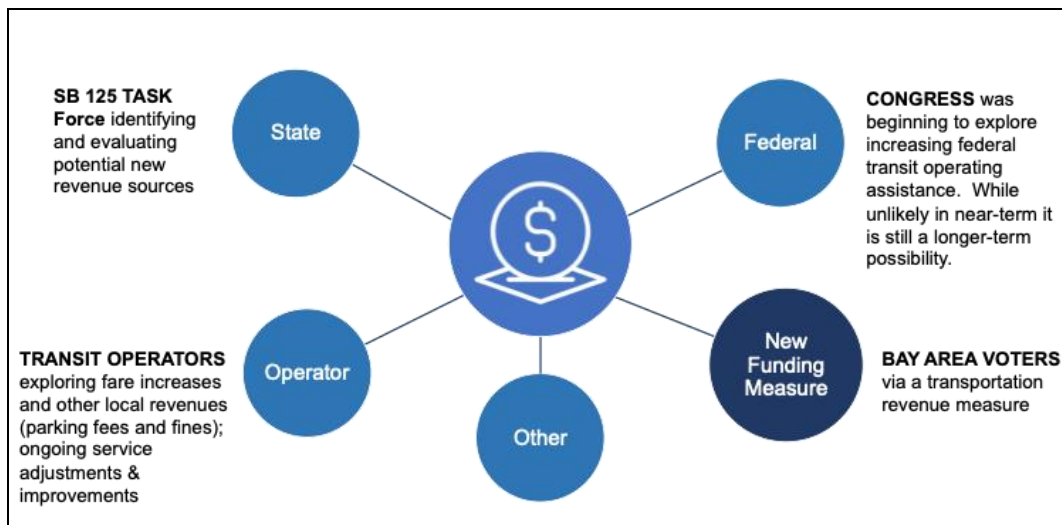 SB 125 TASK
Force identifying
and evaluating
potential new
revenue sources
State
$
Federal
CONGRESS was
beginning to explore
increasing federal
transit operating
assistance.  While
unlikely in near-term it
is still a longer-term
possibility.
TRANSIT OPERATORS
exploring fare increases
and other local revenues
(parking fees and fines);
ongoing service
adjustments &
improvements
Operator
Other
New
Funding
Measure
BAY AREA VOTERS
via a transportation
revenue measure